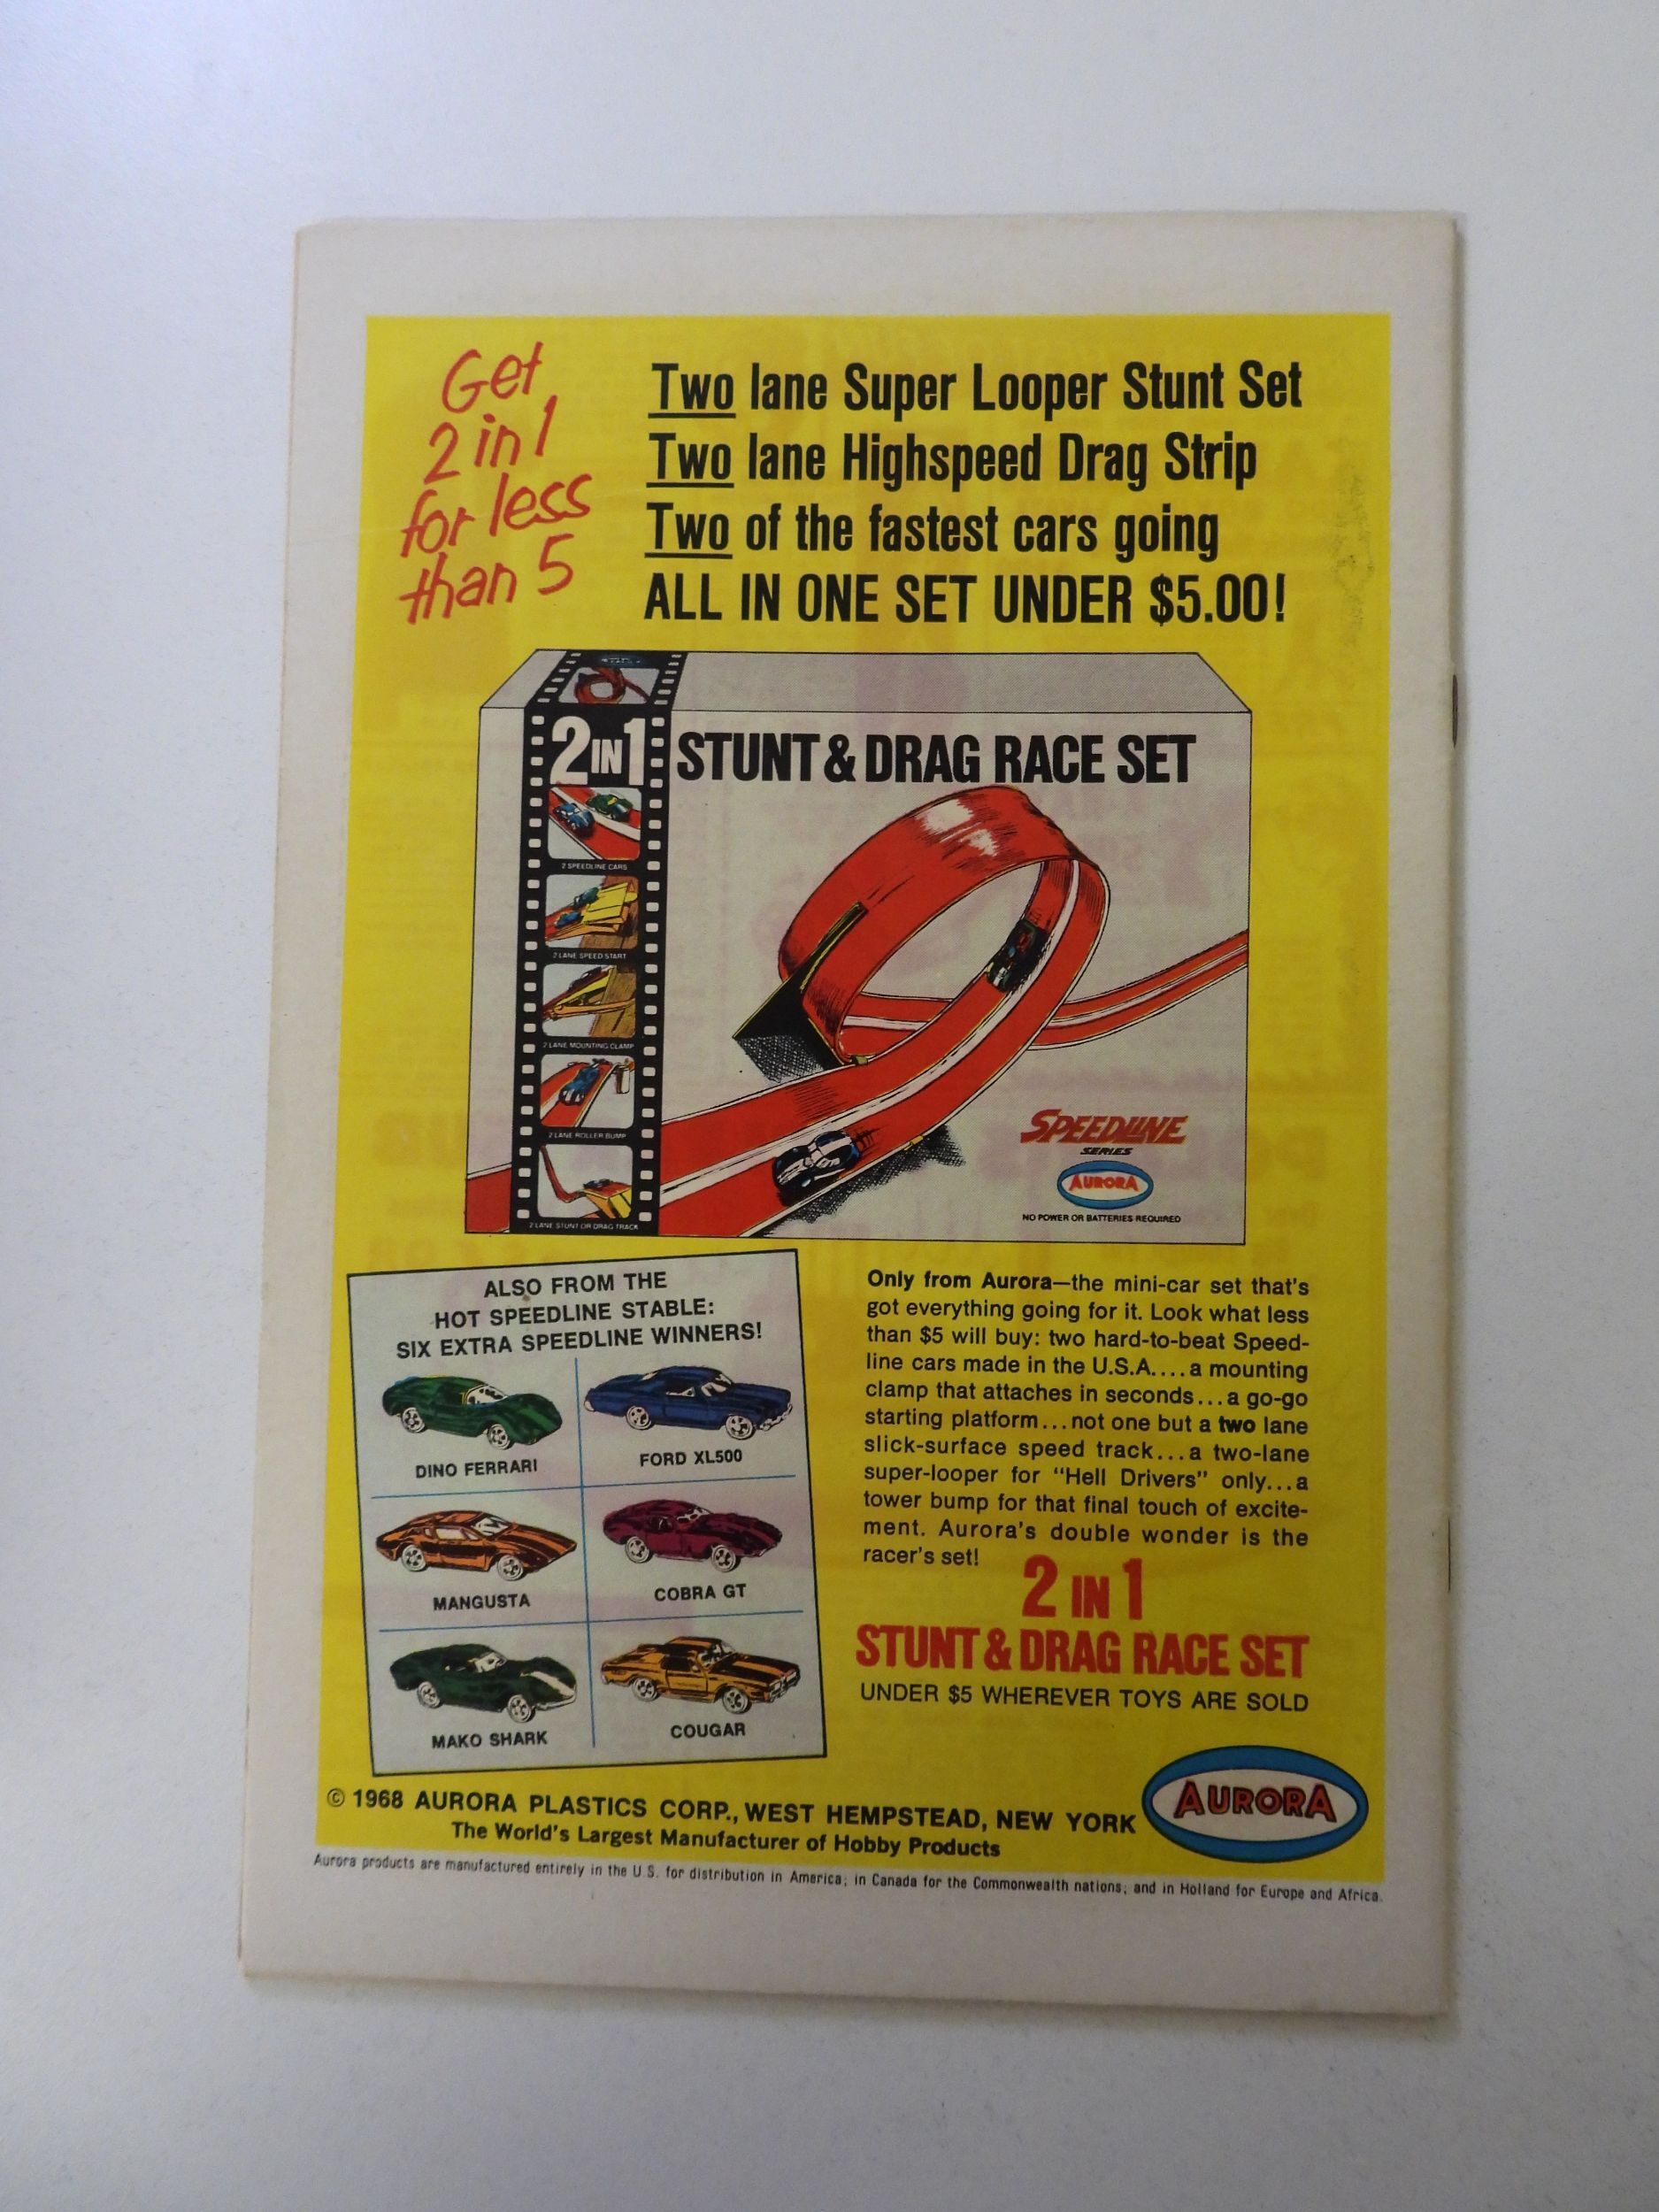 Get
2 in 1
for less
than 5
Two lane Super Looper Stunt Set
Two lane Highspeed Drag Strip
Two of the fastest cars going
ALL IN ONE SET UNDER $5.00!
2 IN 1 STUNT & DRAG RACE SET
2 SPEEDLINE CARS
2 LANE SPEED START
2 LANE MOUNTING CLAMP
2 LANE ROLLER BUMP
2 LANE STUNT OR DRAG TRACK
SPEEDLINE
SERIES
AURORA
NO POWER OR BATTERIES REQUIRED
ALSO FROM THE
HOT SPEEDLINE STABLE:
SIX EXTRA SPEEDLINE WINNERS!
DINO FERRARI
FORD XL500
MANGUSTA
COBRA GT
MAKO SHARK
COUGAR
Only from Aurora—the mini-car set that's
got everything going for it. Look what less
than $5 will buy: two hard-to-beat Speed-
line cars made in the U.S.A.... a mounting
clamp that attaches in seconds...a go-go
starting platform...not one but a two lane
slick-surface speed track...a two-lane
super-looper for "Hell Drivers" only...a
tower bump for that final touch of excite-
ment. Aurora's double wonder is the
racer's set!
2 IN 1
STUNT & DRAG RACE SET
UNDER $5 WHEREVER TOYS ARE SOLD
© 1968 AURORA PLASTICS CORP., WEST HEMPSTEAD, NEW YORK
The World's Largest Manufacturer of Hobby Products
AURORA
Aurora products are manufactured entirely in the U.S. for distribution in America; in Canada for the Commonwealth nations; and in Holland for Europe and Africa.